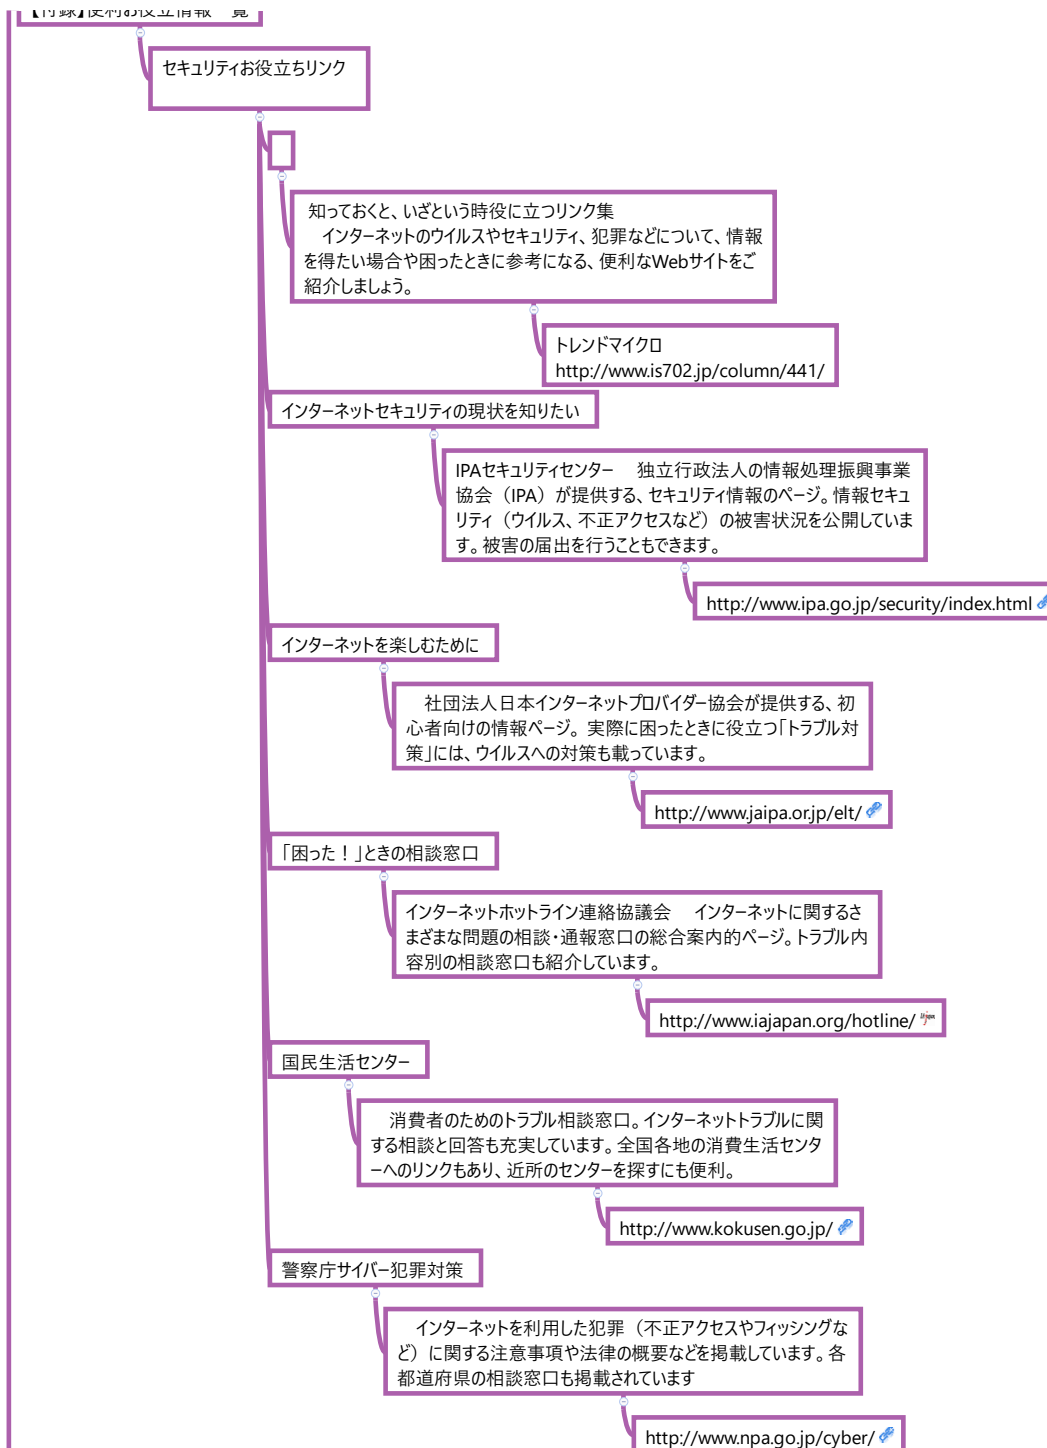 【付録】便利お役立情報一覧
セキュリティお役立ちリンク
知っておくと、いざという時役に立つリンク集
インターネットのウイルスやセキュリティ、犯罪などについて、情報
を得たい場合や困ったときに参考になる、便利なWebサイトをご
紹介しましょう。
トレンドマイクロ
http://www.is702.jp/column/441/
インターネットセキュリティの現状を知りたい
IPAセキュリティセンター　独立行政法人の情報処理振興事業
協会（IPA）が提供する、セキュリティ情報のページ。情報セキュ
リティ（ウイルス、不正アクセスなど）の被害状況を公開していま
す。被害の届出を行うこともできます。
http://www.ipa.go.jp/security/index.html
インターネットを楽しむために
社団法人日本インターネットプロバイダー協会が提供する、初
心者向けの情報ページ。実際に困ったときに役立つ「トラブル対
策」には、ウイルスへの対策も載っています。
http://www.jaipa.or.jp/elt/
「困った！」ときの相談窓口
インターネットホットライン連絡協議会　インターネットに関するさ
まざまな問題の相談・通報窓口の総合案内的ページ。トラブル内
容別の相談窓口も紹介しています。
http://www.iajapan.org/hotline/
国民生活センター
消費者のためのトラブル相談窓口。インターネットトラブルに関
する相談と回答も充実しています。全国各地の消費生活センタ
ーへのリンクもあり、近所のセンターを探すにも便利。
http://www.kokusen.go.jp/
警察庁サイバー犯罪対策
インターネットを利用した犯罪（不正アクセスやフィッシングな
ど）に関する注意事項や法律の概要などを掲載しています。各
都道府県の相談窓口も掲載されています
http://www.npa.go.jp/cyber/